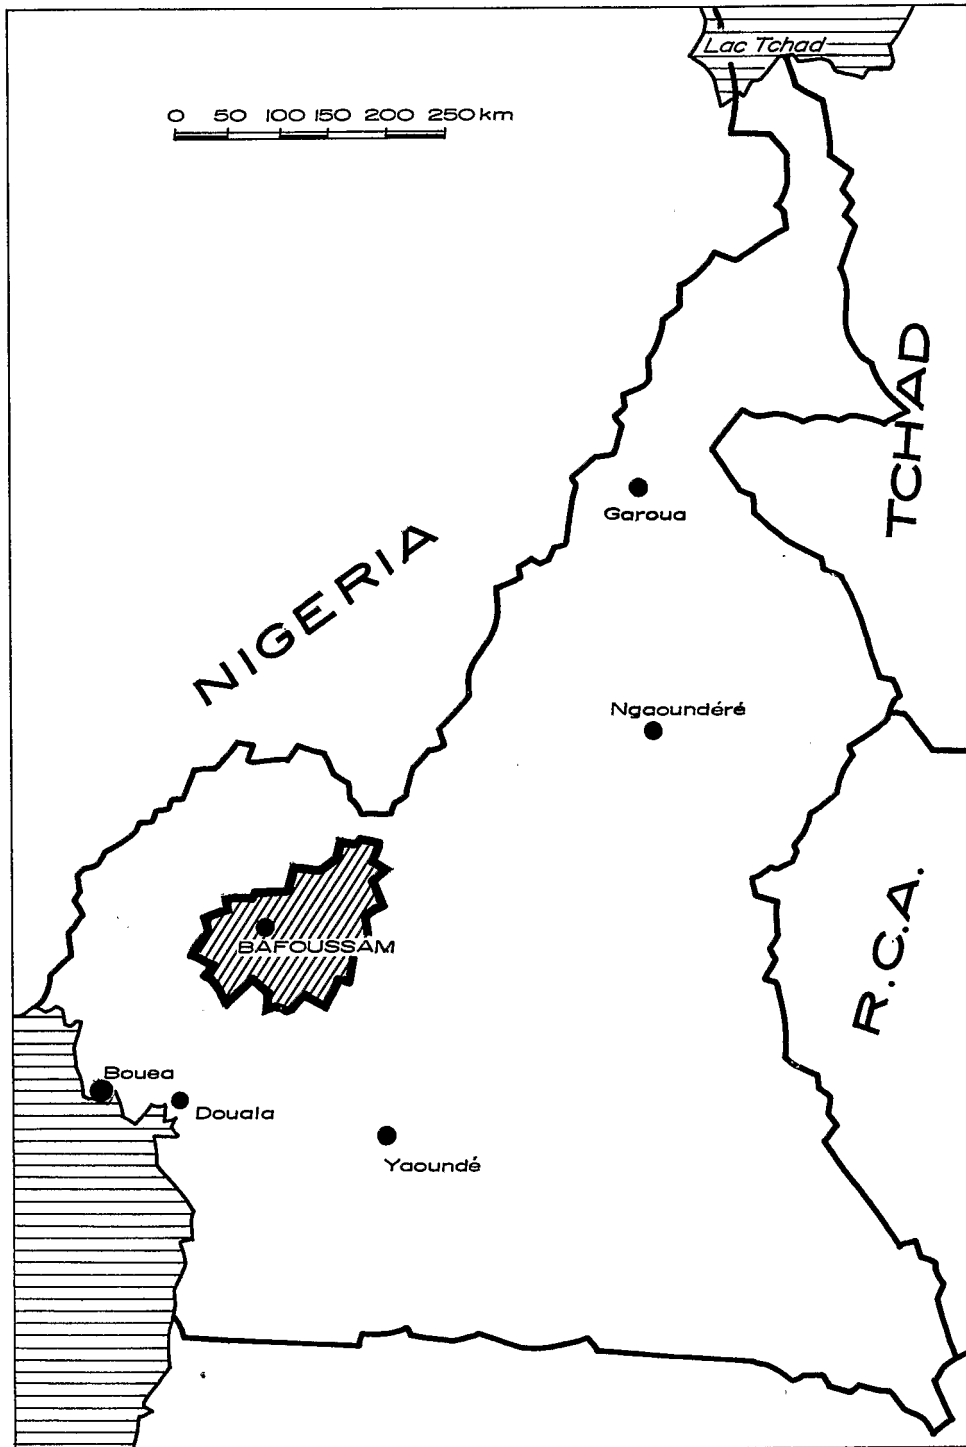 Lac Tchad
0 50 100 150 200 250 km
TCHAD
Garoua
NIGERIA
Ngaoundéré
R.C.A.
BAFOUSSAM
Bouea
Douala
Yaoundé